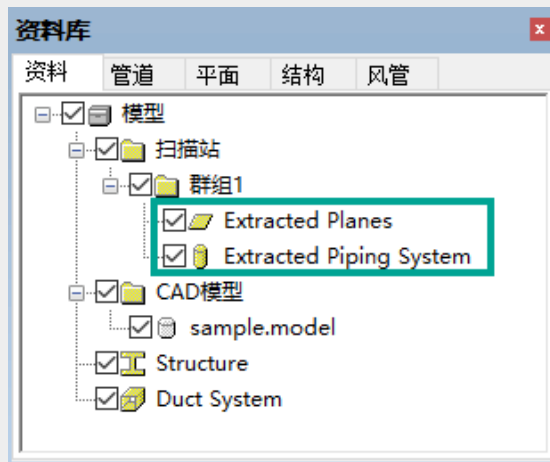 资料库
资料 管道 平面 结构 风管
模型
扫描站
群组1
Extracted Planes
Extracted Piping System
CAD模型
sample.model
Structure
Duct System